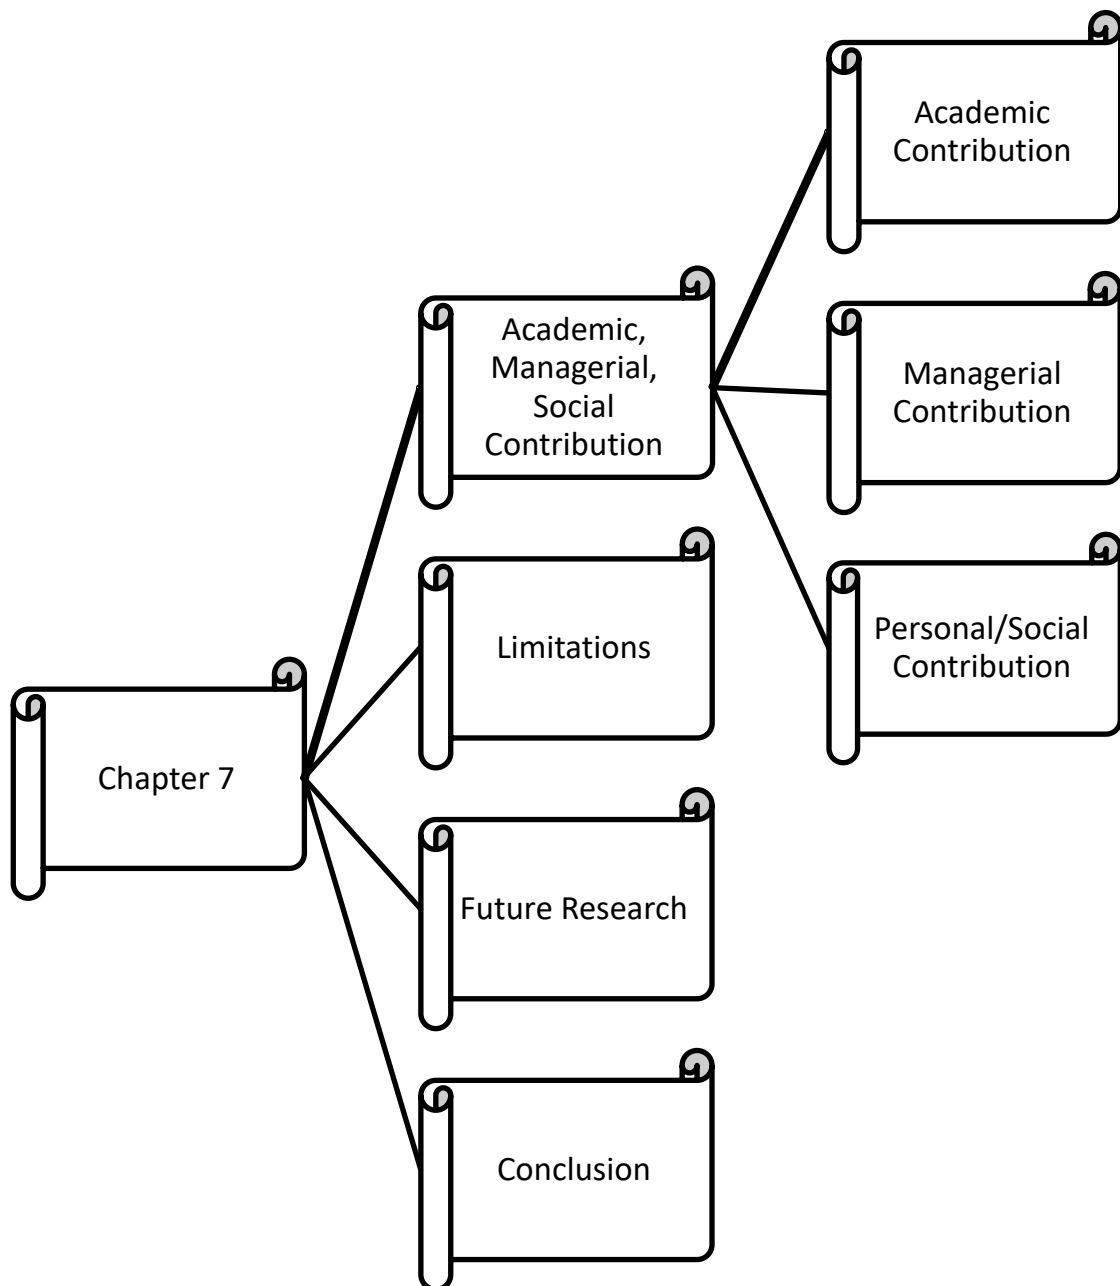 Chapter 7
Academic,
Managerial,
Social
Contribution
Academic
Contribution
Managerial
Contribution
Personal/Social
Contribution
Limitations
Future Research
Conclusion